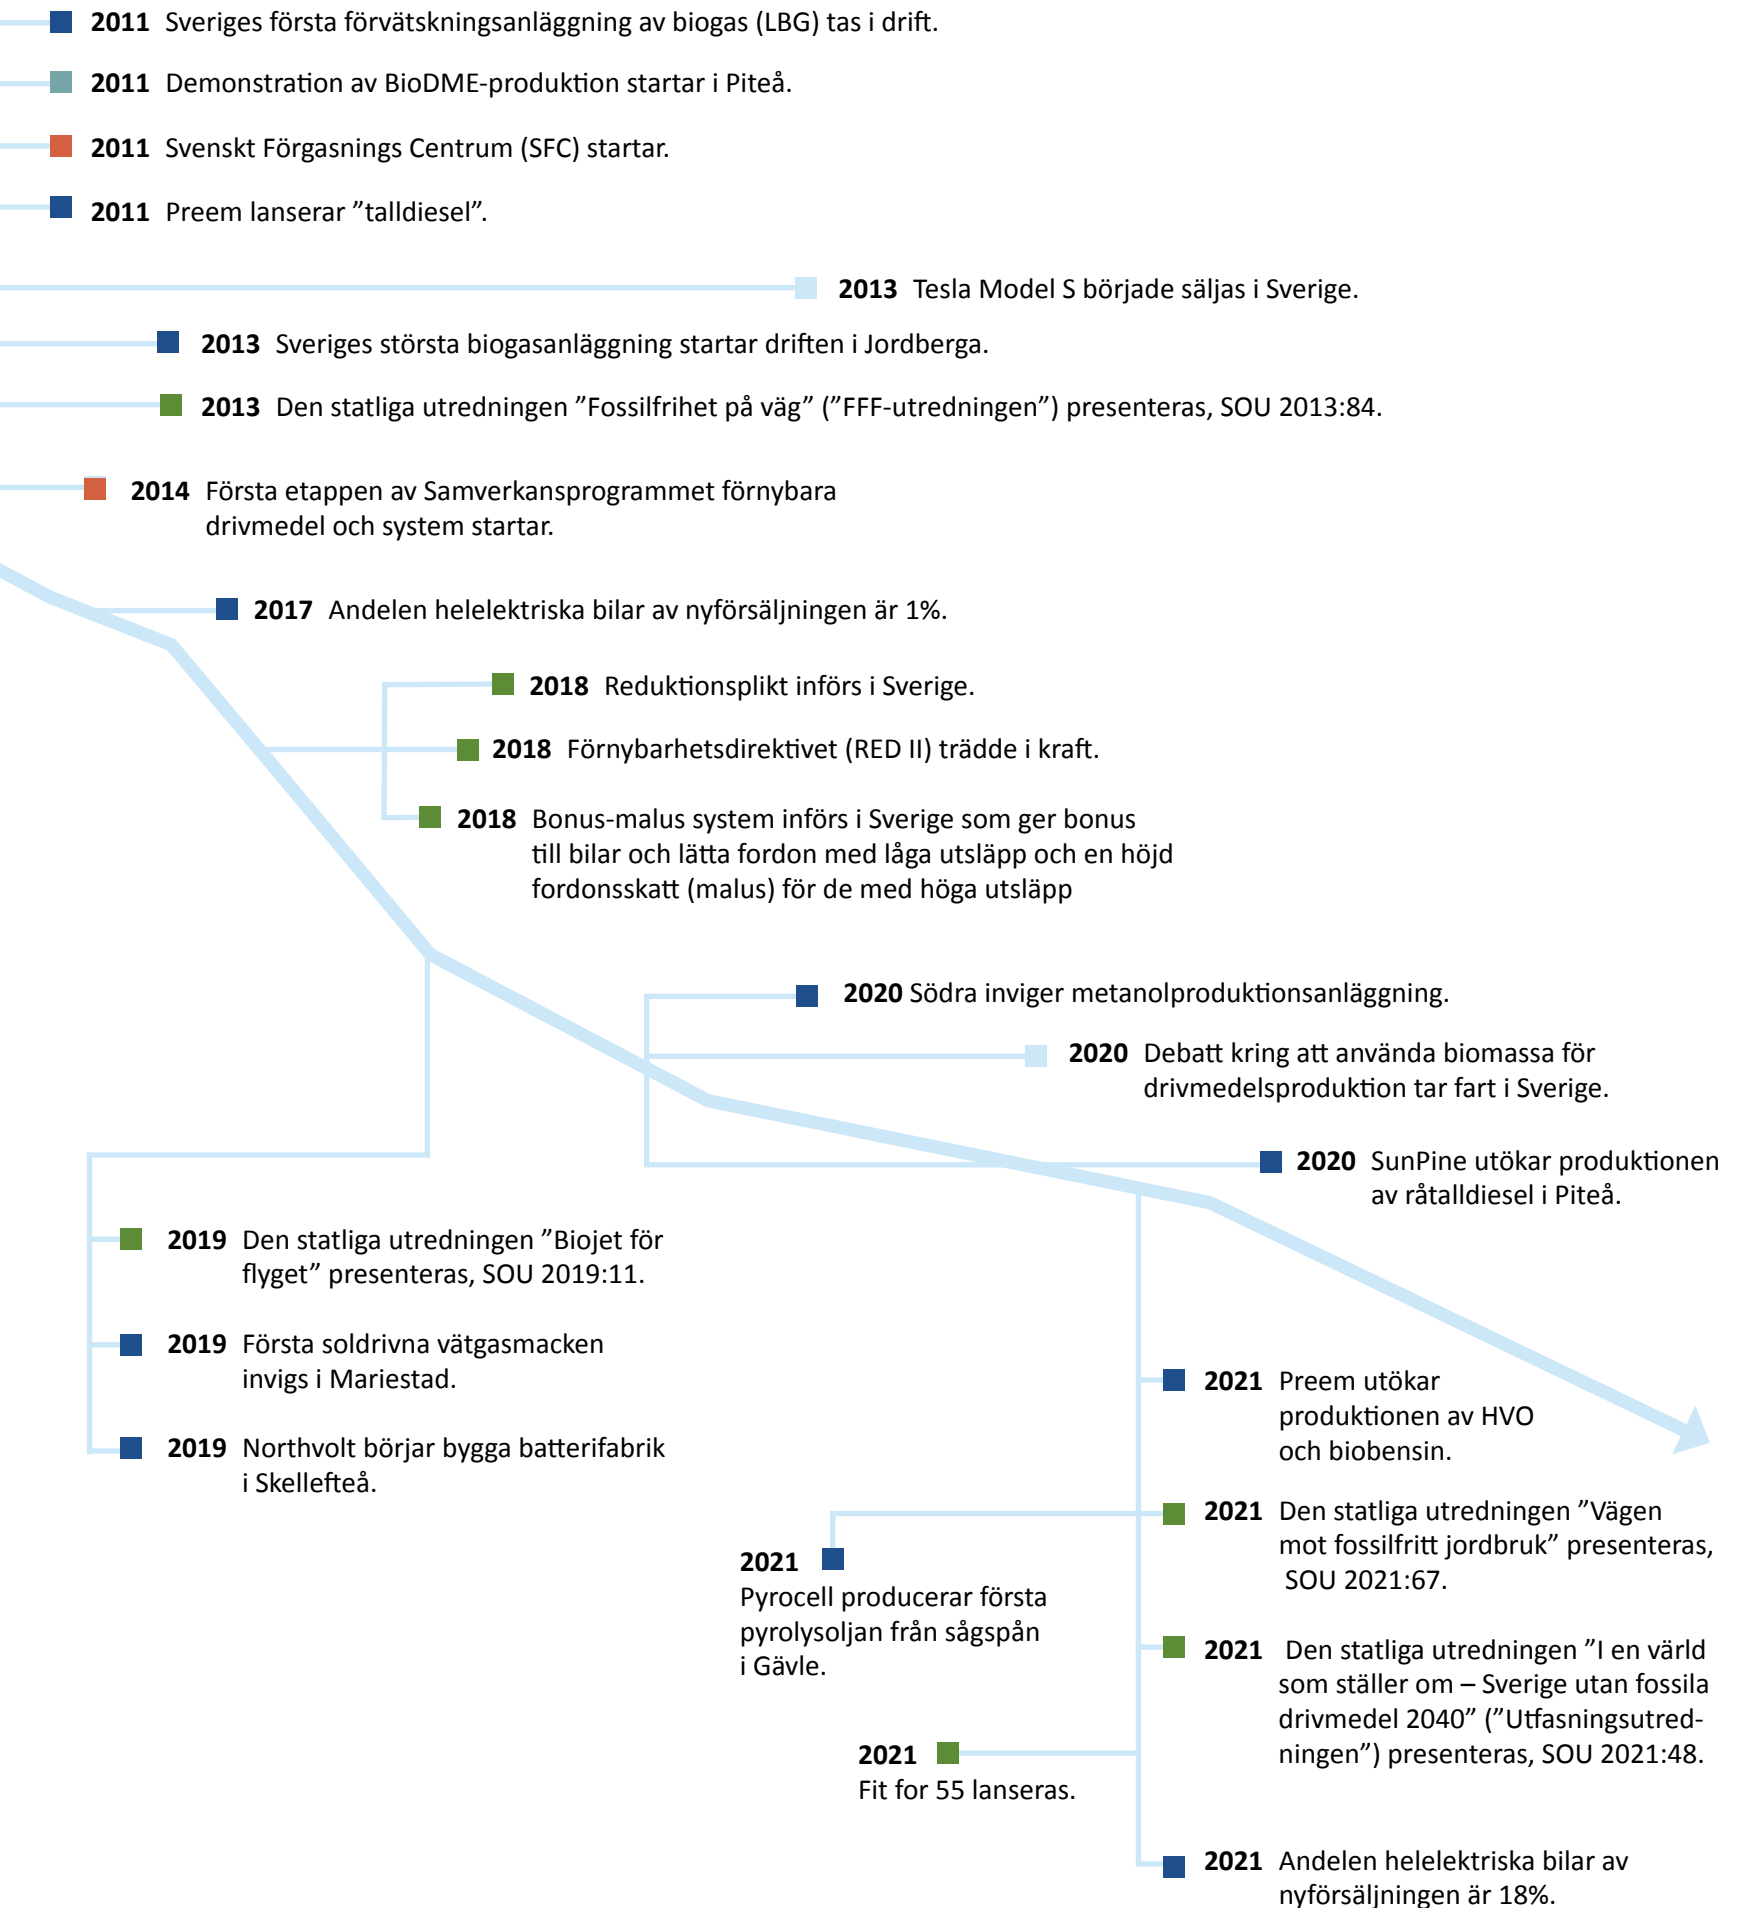 2011 Sveriges första förvätskningsanläggning av biogas (LBG) tas i drift.
2011 Demonstration av BioDME-produktion startar i Piteå.
2011 Svenskt Förgasnings Centrum (SFC) startar.
2011 Preem lanserar ”talldiesel”.
2013 Tesla Model S började säljas i Sverige.
2013 Sveriges största biogasanläggning startar driften i Jordberga.
2013 Den statliga utredningen ”Fossilfrihet på väg” (”FFF-utredningen”) presenteras, SOU 2013:84.
2014 Första etappen av Samverkansprogrammet förnybara
drivmedel och system startar.
2017 Andelen helelektriska bilar av nyförsäljningen är 1%.
2018 Reduktionsplikt införs i Sverige.
2018 Förnybarhetsdirektivet (RED II) trädde i kraft.
2018 Bonus-malus system införs i Sverige som ger bonus
till bilar och lätta fordon med låga utsläpp och en höjd
fordonsskatt (malus) för de med höga utsläpp
2020 Södra inviger metanolproduktionsanläggning.
2020 Debatt kring att använda biomassa för
drivmedelsproduktion tar fart i Sverige.
2020 SunPine utökar produktionen
av råtalldiesel i Piteå.
2019 Den statliga utredningen ”Biojet för
flyget” presenteras, SOU 2019:11.
2019 Första soldrivna vätgasmacken
invigs i Mariestad.
2019 Northvolt börjar bygga batterifabrik
i Skellefteå.
2021 Preem utökar
produktionen av HVO
och biobensin.
2021 Den statliga utredningen ”Vägen
mot fossilfritt jordbruk” presenteras,
SOU 2021:67.
2021
Pyrocell producerar första
pyrolysoljan från sågspån
i Gävle.
2021 Den statliga utredningen ”I en värld
som ställer om – Sverige utan fossila
drivmedel 2040” (”Utfasningsutred-
ningen”) presenteras, SOU 2021:48.
2021
Fit for 55 lanseras.
2021 Andelen helelektriska bilar av
nyförsäljningen är 18%.